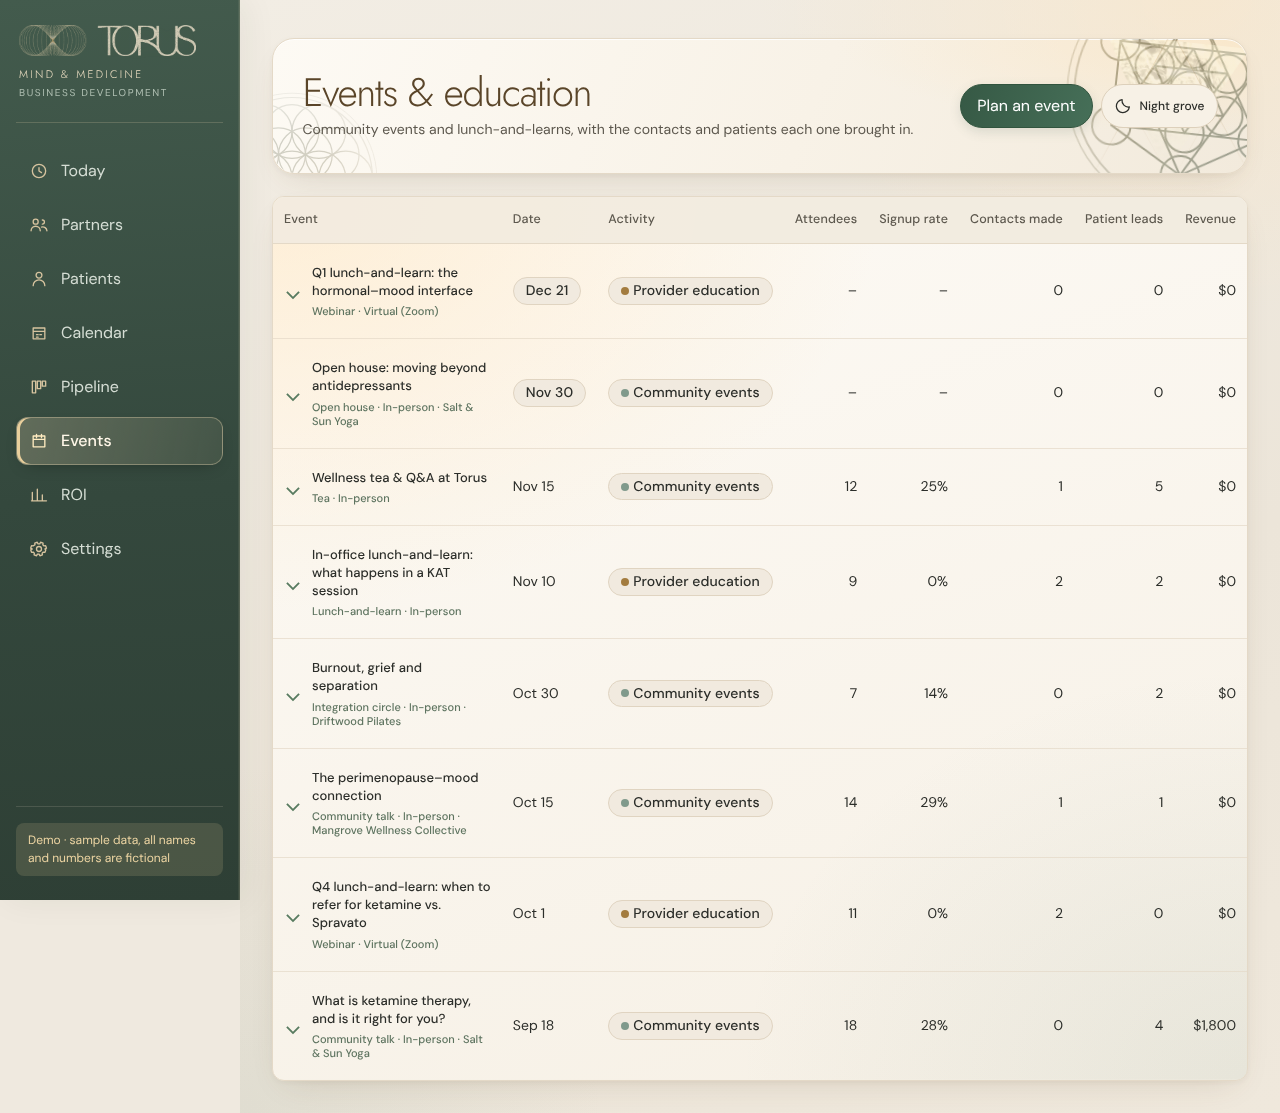 TORUS
MIND & MEDICINE
BUSINESS DEVELOPMENT
Today
Partners
Patients
Calendar
Pipeline
Events
ROI
Settings
Demo · sample data, all names
and numbers are fictional
Events & education
Community events and lunch-and-learns, with the contacts and patients each one brought in.
Plan an event
Night grove
Event Date Activity Attendees Signup rate Contacts made Patient leads Revenue
Q1 lunch-and-learn: the
hormonal–mood interface
Webinar · Virtual (Zoom)
Dec 21 Provider education – – 0 0 $0
Open house: moving beyond
antidepressants
Open house · In-person · Salt &
Sun Yoga
Nov 30 Community events – – 0 0 $0
Wellness tea & Q&A at Torus
Tea · In-person
Nov 15 Community events 12 25% 1 5 $0
In-office lunch-and-learn:
what happens in a KAT
session
Lunch-and-learn · In-person
Nov 10 Provider education 9 0% 2 2 $0
Burnout, grief and
separation
Integration circle · In-person ·
Driftwood Pilates
Oct 30 Community events 7 14% 0 2 $0
The perimenopause–mood
connection
Community talk · In-person ·
Mangrove Wellness Collective
Oct 15 Community events 14 29% 1 1 $0
Q4 lunch-and-learn: when to
refer for ketamine vs.
Spravato
Webinar · Virtual (Zoom)
Oct 1 Provider education 11 0% 2 0 $0
What is ketamine therapy,
and is it right for you?
Community talk · In-person · Salt
& Sun Yoga
Sep 18 Community events 18 28% 0 4 $1,800